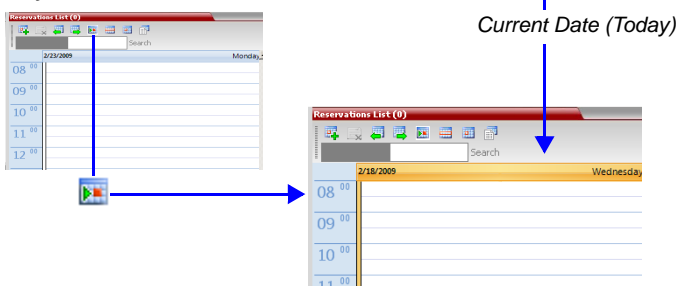 Reservations List (0)
Current Date (Today)
Search
2/23/2009 Monday
08 00
09 00
10 00
11 00
12 00
Reservations List (0)
Search
2/18/2009 Wednesday
08 00
09 00
10 00
11 00